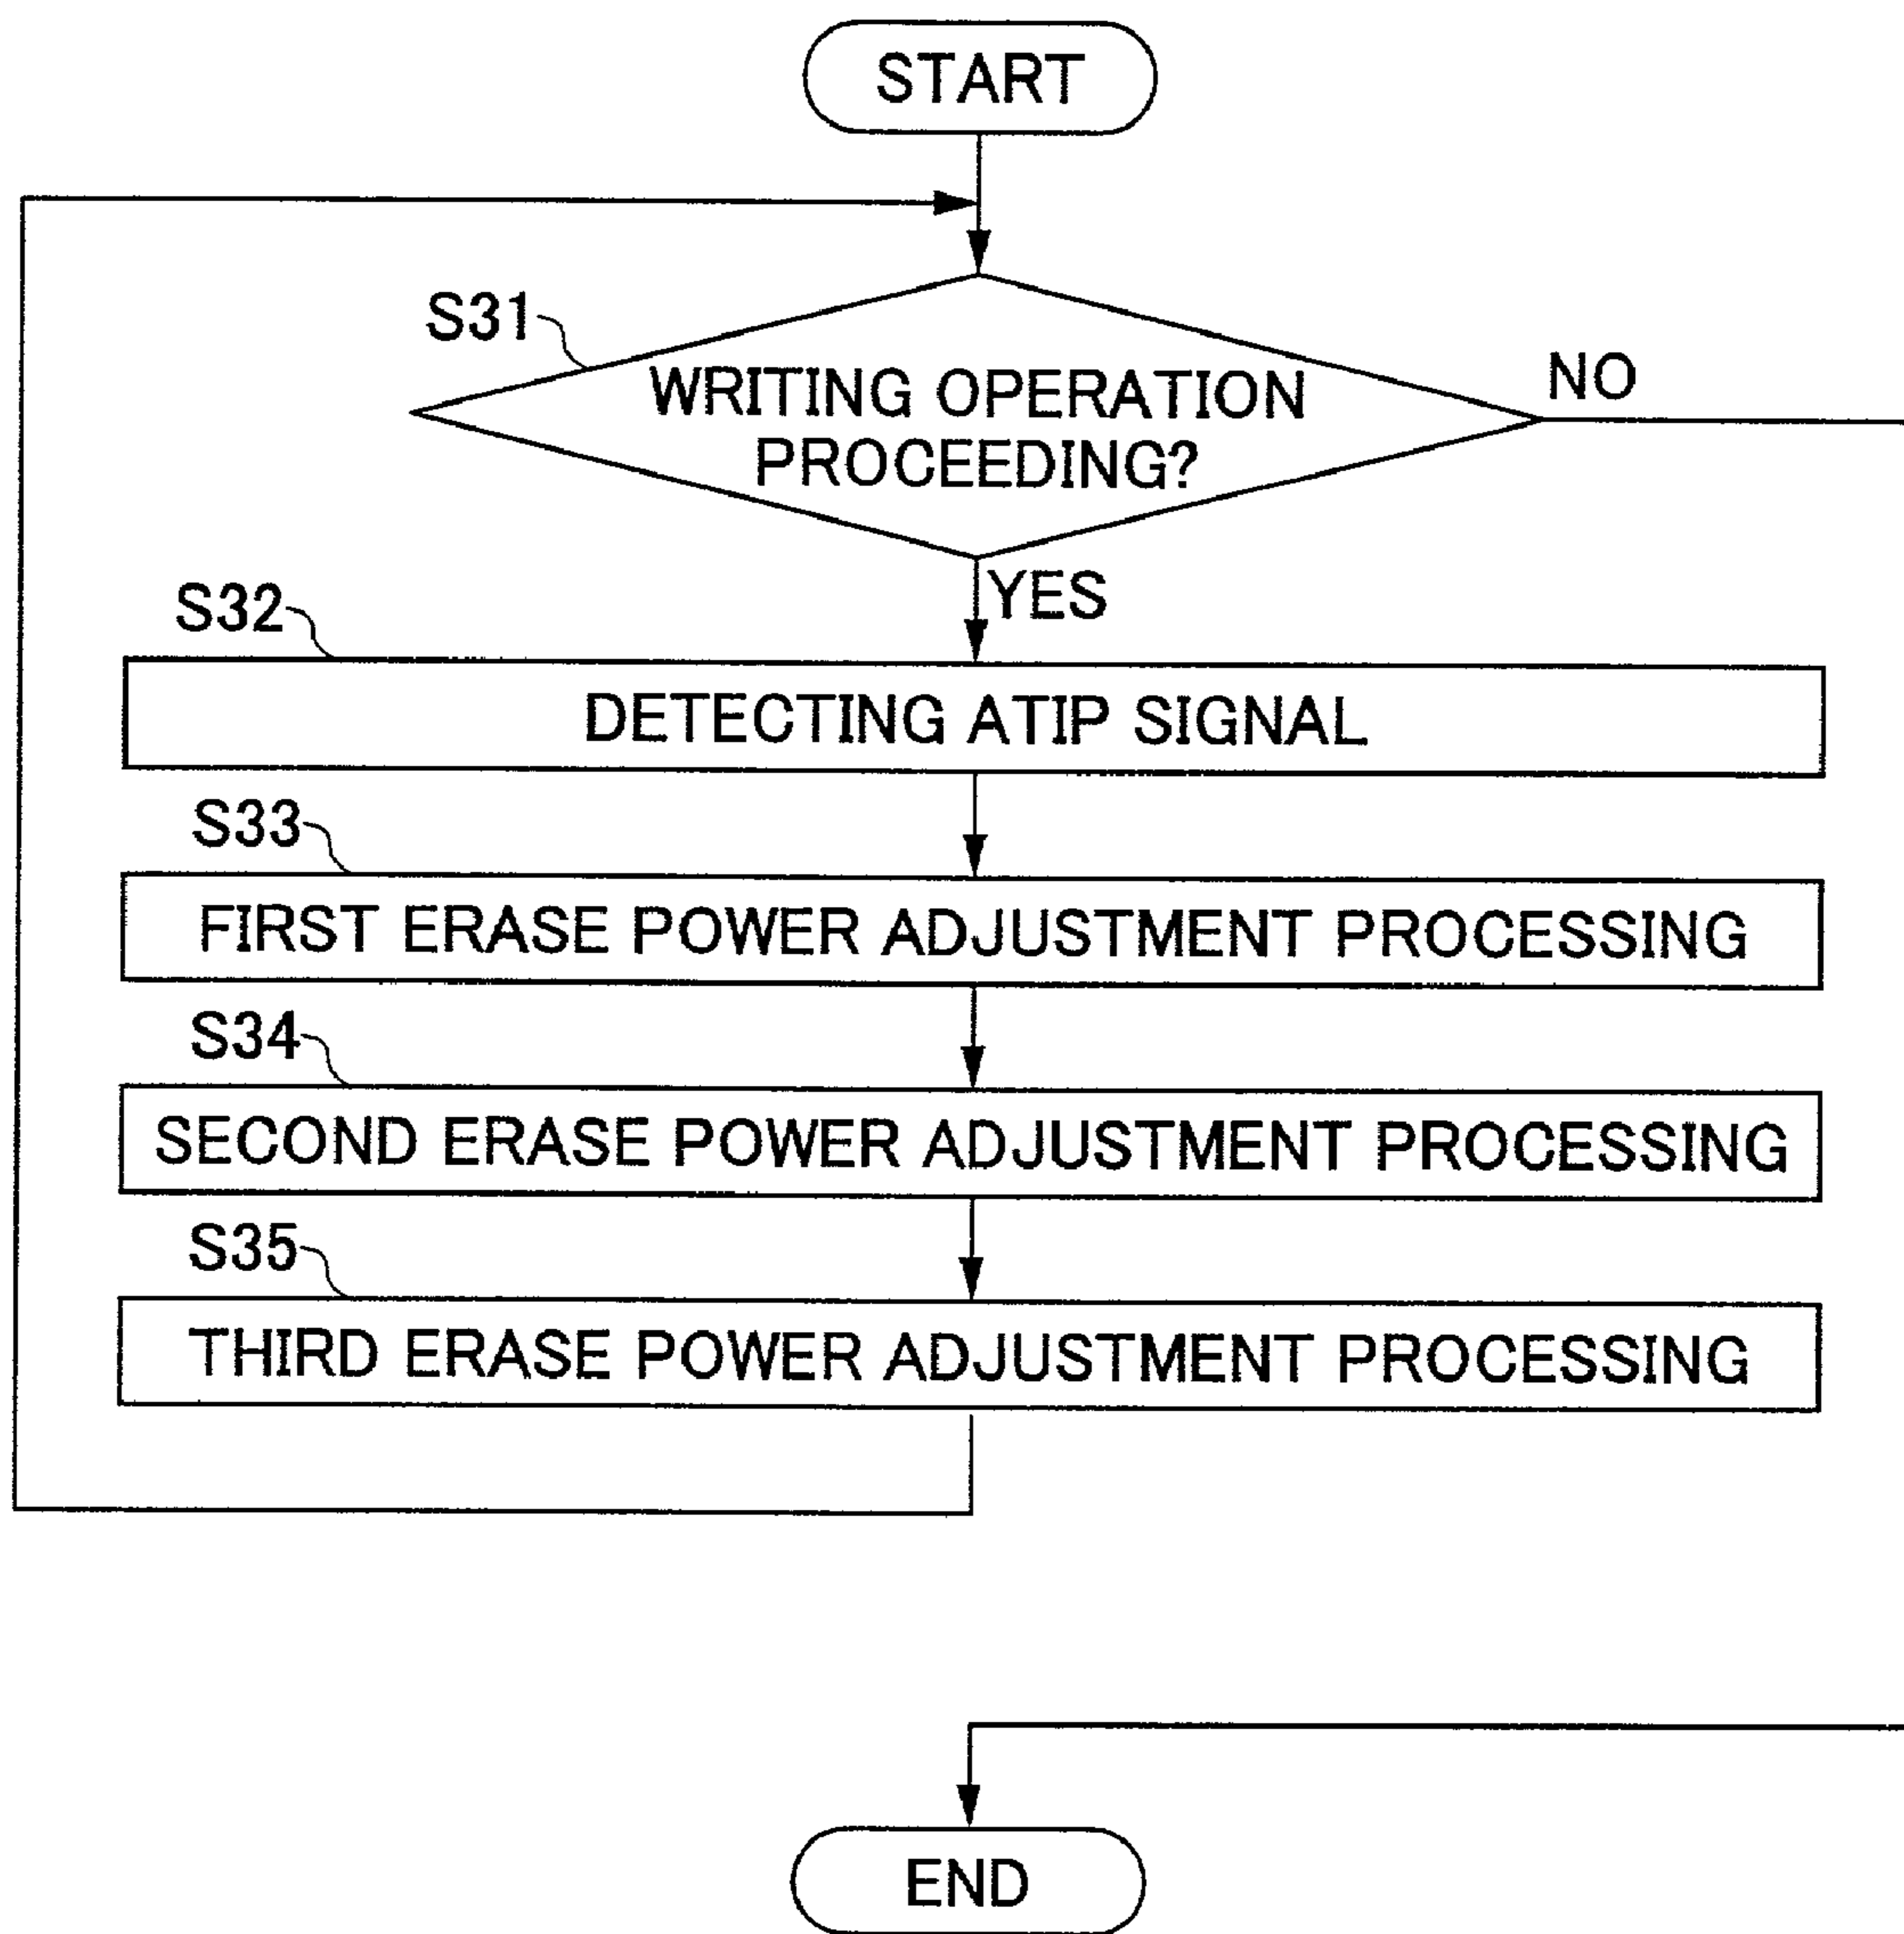 START
S31
WRITING OPERATION
PROCEEDING?
NO
YES
S32
DETECTING ATIP SIGNAL
S33
FIRST ERASE POWER ADJUSTMENT PROCESSING
S34
SECOND ERASE POWER ADJUSTMENT PROCESSING
S35
THIRD ERASE POWER ADJUSTMENT PROCESSING
END